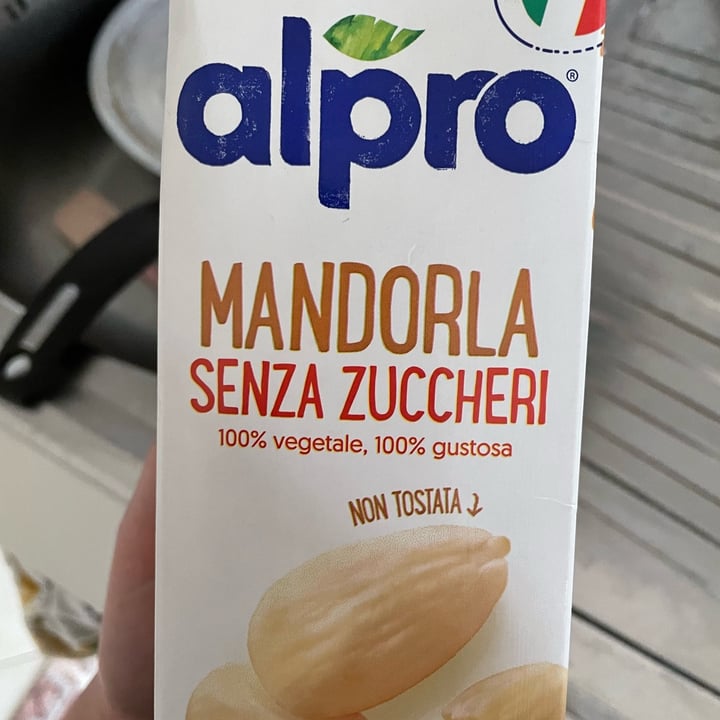 alpro®
MANDORLA
SENZA ZUCCHERI
100% vegetale, 100% gustosa
NON TOSTATA